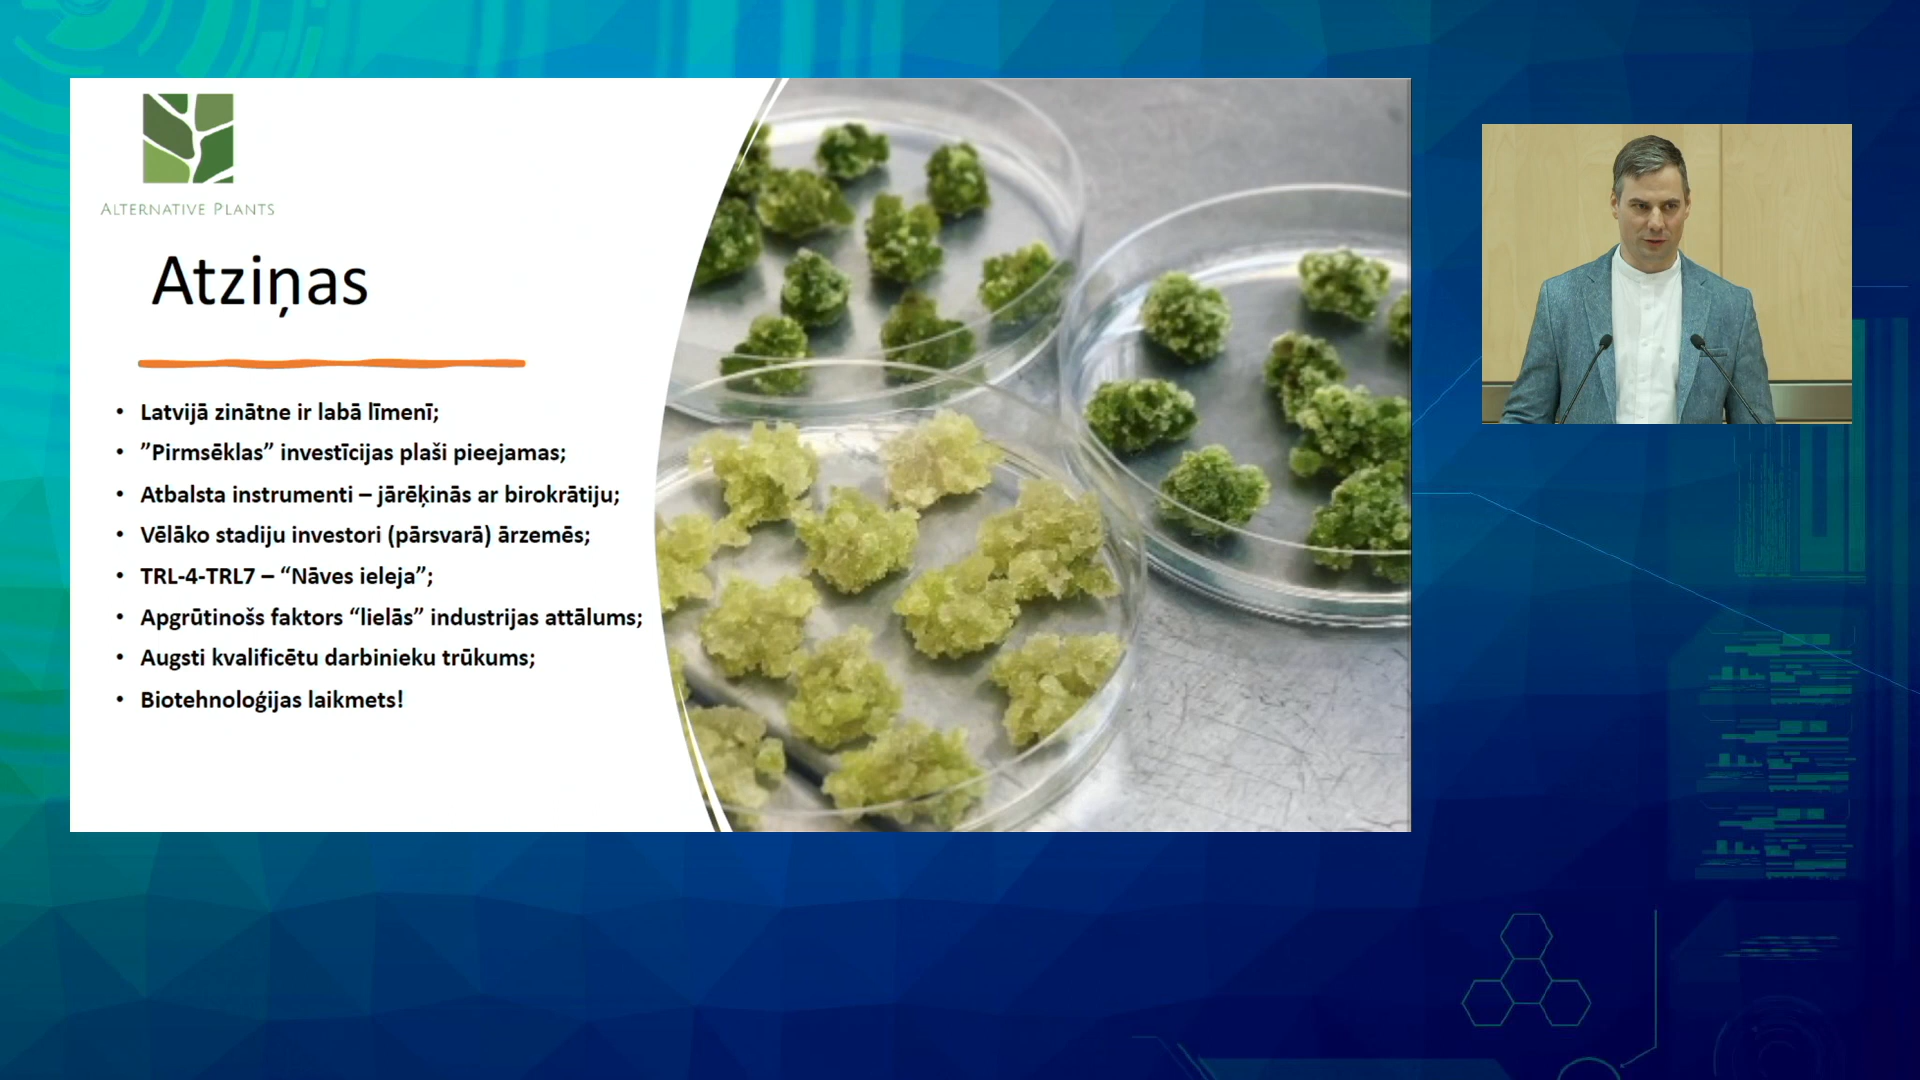 ALTERNATIVE PLANTS
Atziņas
• Latvijā zinātne ir labā līmenī;
• ”Pirmsēklas” investīcijas plaši pieejamas;
• Atbalsta instrumenti – jārēķinās ar birokrātiju;
• Vēlāko stadiju investori (pārsvarā) ārzemēs;
• TRL-4-TRL7 – “Nāves ieleja”;
• Apgrūtinošs faktors “lielās” industrijas attālums;
• Augsti kvalificētu darbinieku trūkums;
• Biotehnoloģijas laikmets!